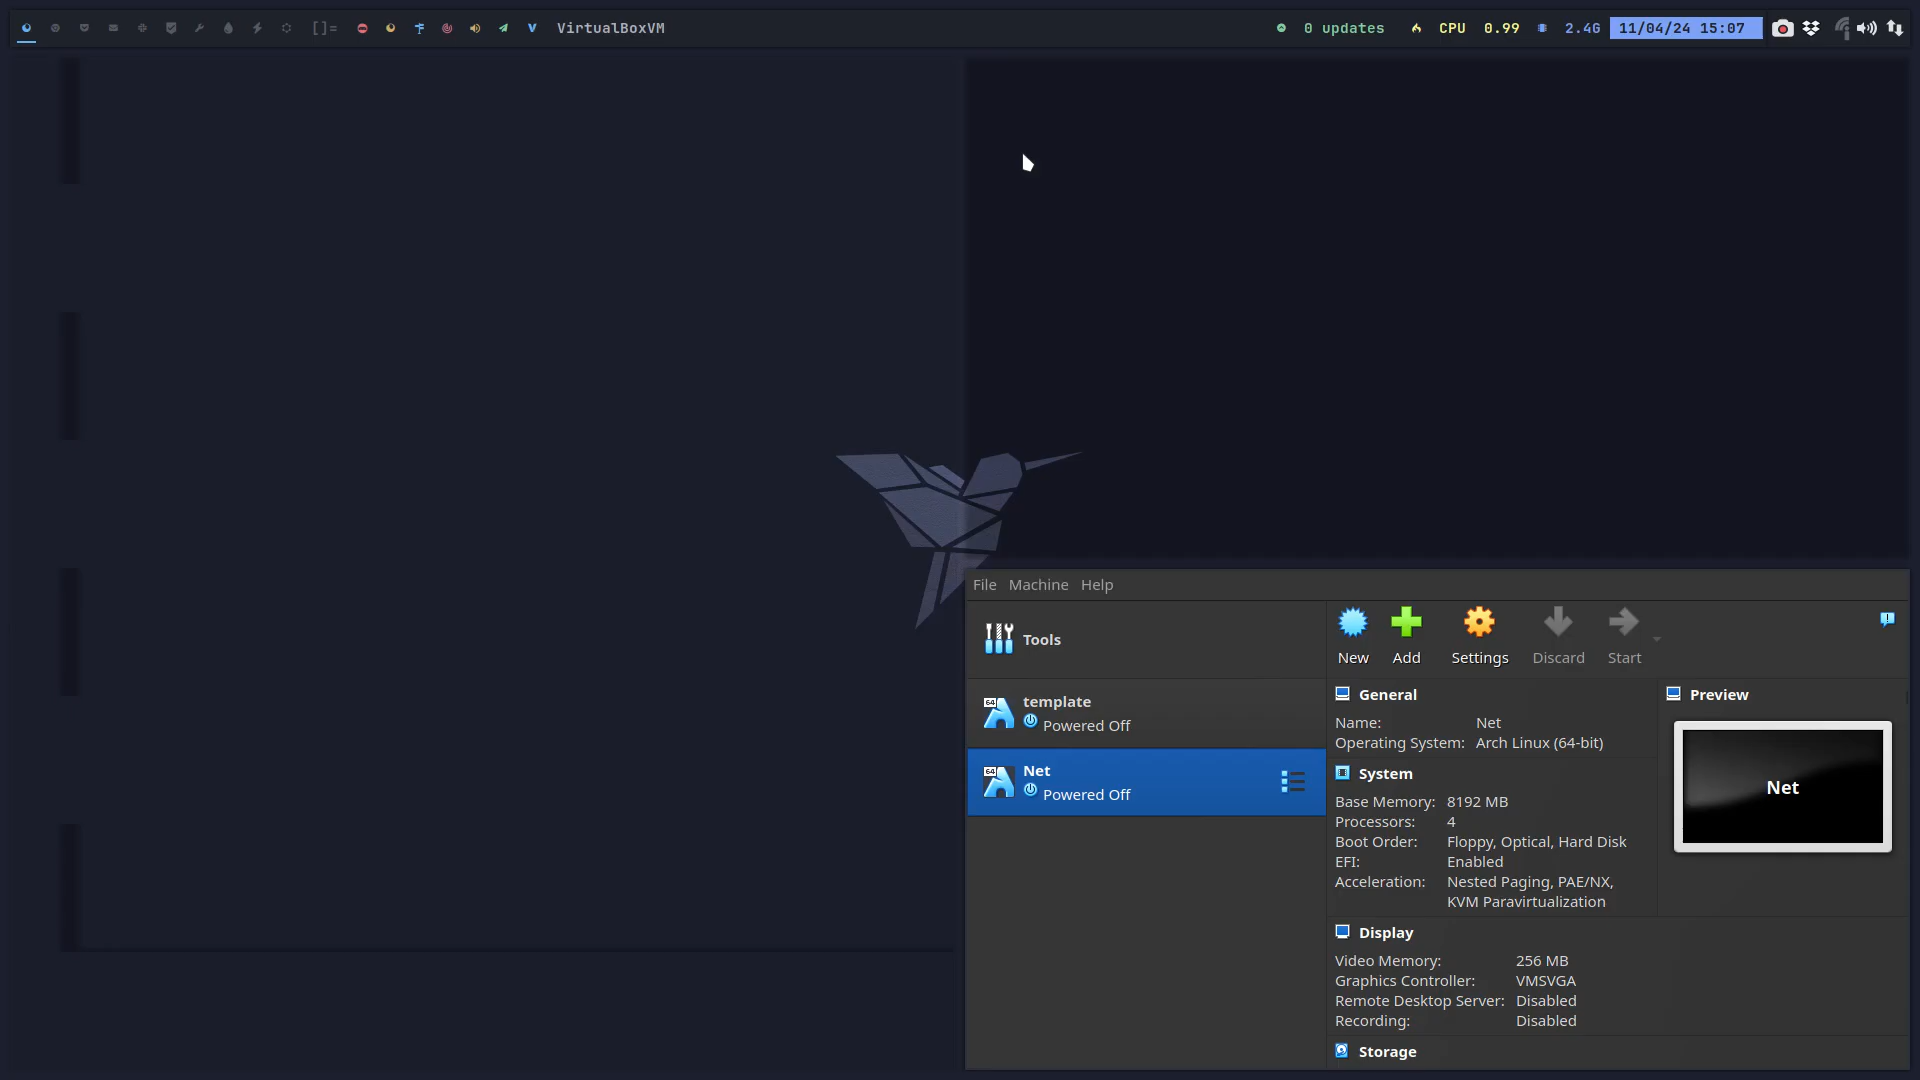 []= V VirtualBoxVM 0 updates CPU 0.99 2.4G 11/04/24 15:07
File Machine Help
Tools
New Add Settings Discard Start
64 template
Powered Off
64 Net
Powered Off
General
Name: Net
Operating System: Arch Linux (64-bit)
System
Base Memory: 8192 MB
Processors: 4
Boot Order: Floppy, Optical, Hard Disk
EFI: Enabled
Acceleration: Nested Paging, PAE/NX,
KVM Paravirtualization
Preview
Net
Display
Video Memory: 256 MB
Graphics Controller: VMSVGA
Remote Desktop Server: Disabled
Recording: Disabled
Storage